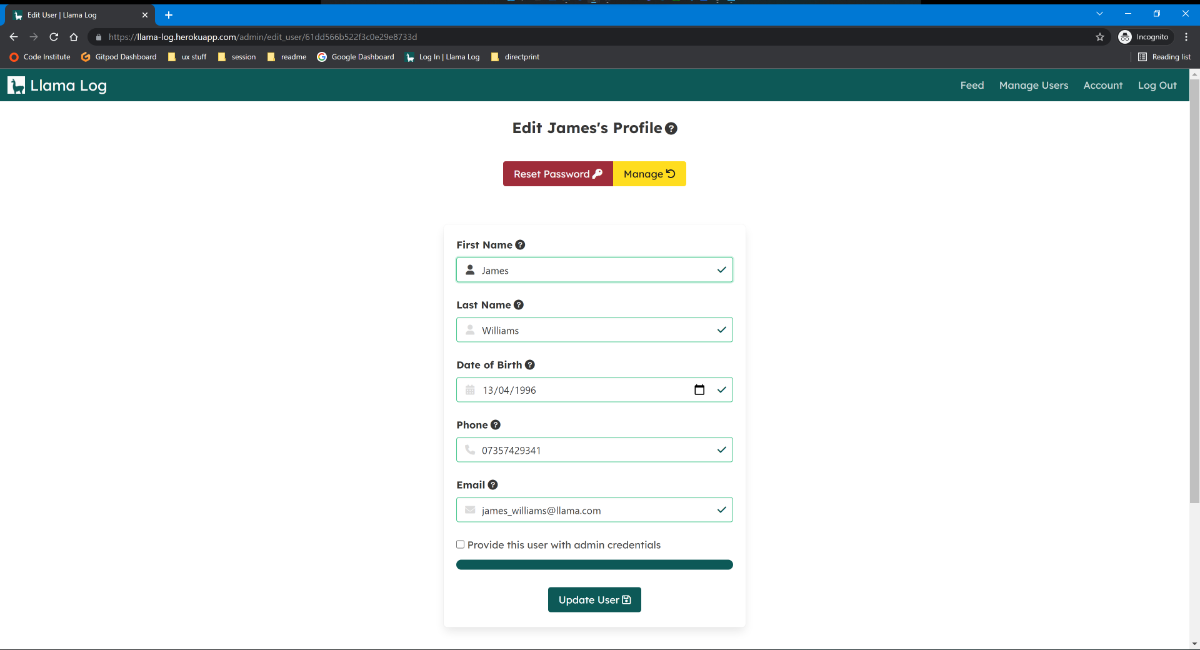 Edit User | Llama Log
https://llama-log.herokuapp.com/admin/edit_user/61dd566b522f3c0e29e8733d
Incognito
Code Institute Gitpod Dashboard ux stuff session readme Google Dashboard Log In | Llama Log directprint Reading list
Llama Log Feed Manage Users Account Log Out
Edit James's Profile
Reset Password Manage
First Name
James
Last Name
Williams
Date of Birth
13/04/1996
Phone
07357429341
Email
james_williams@llama.com
Provide this user with admin credentials
Update User